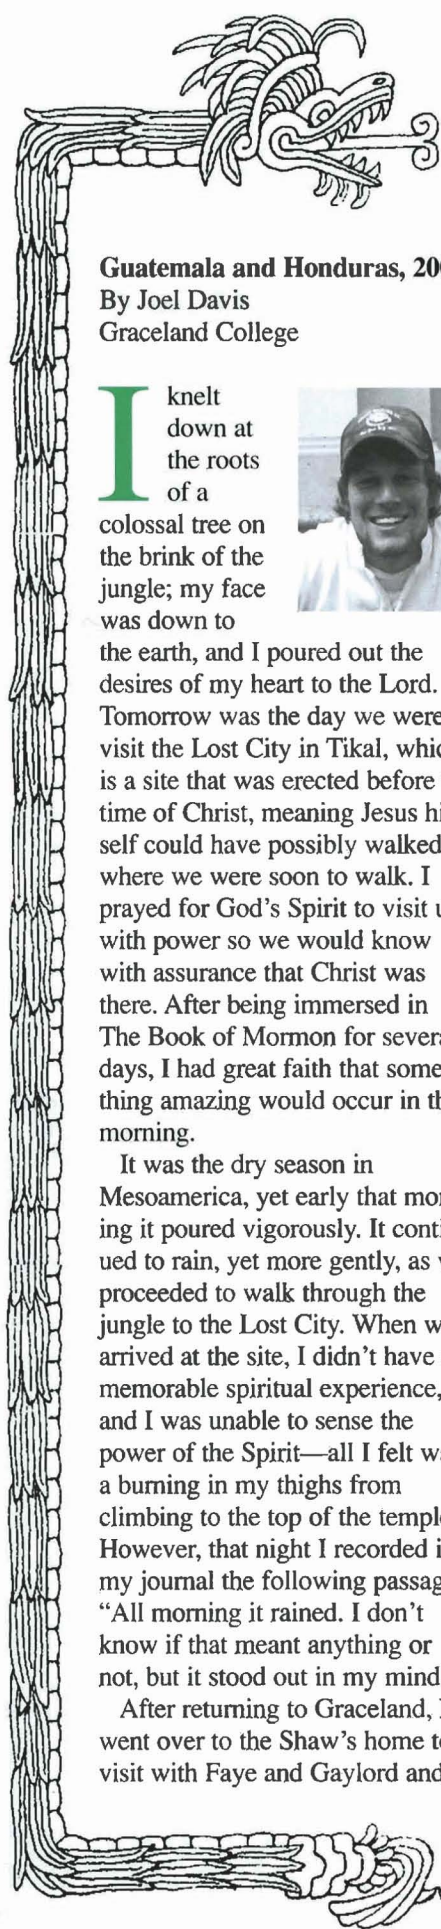 Guatemala and Honduras, 200
By Joel Davis
Graceland College
I knelt
down at
the roots
of a
colossal tree on
the brink of the
jungle; my face
was down to
the earth, and I poured out the
desires of my heart to the Lord.
Tomorrow was the day we were
visit the Lost City in Tikal, whic
is a site that was erected before
time of Christ, meaning Jesus hi
self could have possibly walked
where we were soon to walk. I
prayed for God's Spirit to visit u
with power so we would know
with assurance that Christ was
there. After being immersed in
The Book of Mormon for severa
days, I had great faith that some
thing amazing would occur in th
morning.
It was the dry season in
Mesoamerica, yet early that mor
ing it poured vigorously. It conti
ued to rain, yet more gently, as w
proceeded to walk through the
jungle to the Lost City. When w
arrived at the site, I didn't have
memorable spiritual experience,
and I was unable to sense the
power of the Spirit—all I felt wa
a burning in my thighs from
climbing to the top of the temple
However, that night I recorded i
my journal the following passag
"All morning it rained. I don't
know if that meant anything or
not, but it stood out in my mind
After returning to Graceland, I
went over to the Shaw's home to
visit with Faye and Gaylord and